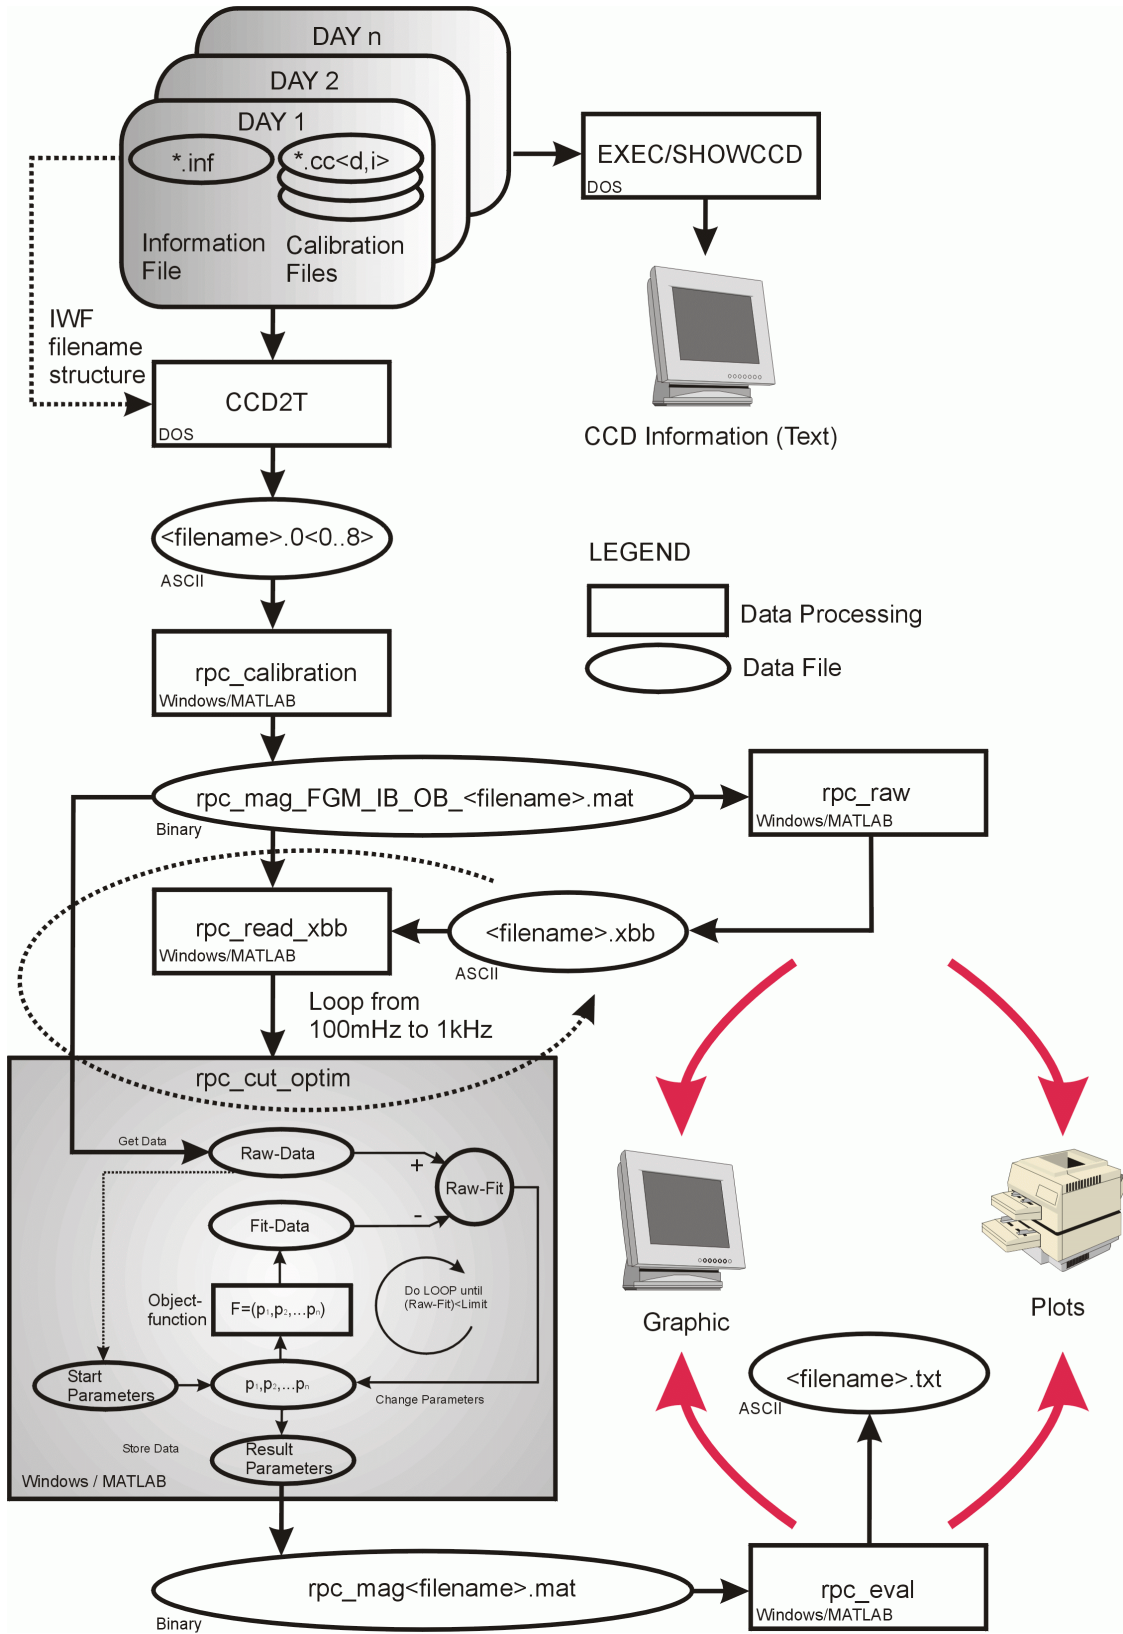 DAY n
DAY 2
DAY 1
*.inf
*.cc<d,i>
Information
File
Calibration
Files
EXEC/SHOWCCD
DOS
CCD Information (Text)
IWF
filename
structure
CCD2T
DOS
<filename>.0<0..8>
ASCII
LEGEND
Data Processing
Data File
rpc_calibration
Windows/MATLAB
rpc_mag_FGM_IB_OB_<filename>.mat
Binary
rpc_raw
Windows/MATLAB
rpc_read_xbb
Windows/MATLAB
<filename>.xbb
ASCII
Loop from
100mHz to 1kHz
rpc_cut_optim
Get Data
Raw-Data
+
Raw-Fit
Fit-Data
-
Do LOOP until
(Raw-Fit)<Limit
Object-
function
F=(p1,p2,...pn)
Start
Parameters
p1,p2,...pn
Change Parameters
Store Data
Result
Parameters
Windows / MATLAB
Graphic
Plots
<filename>.txt
ASCII
rpc_mag<filename>.mat
Binary
rpc_eval
Windows/MATLAB